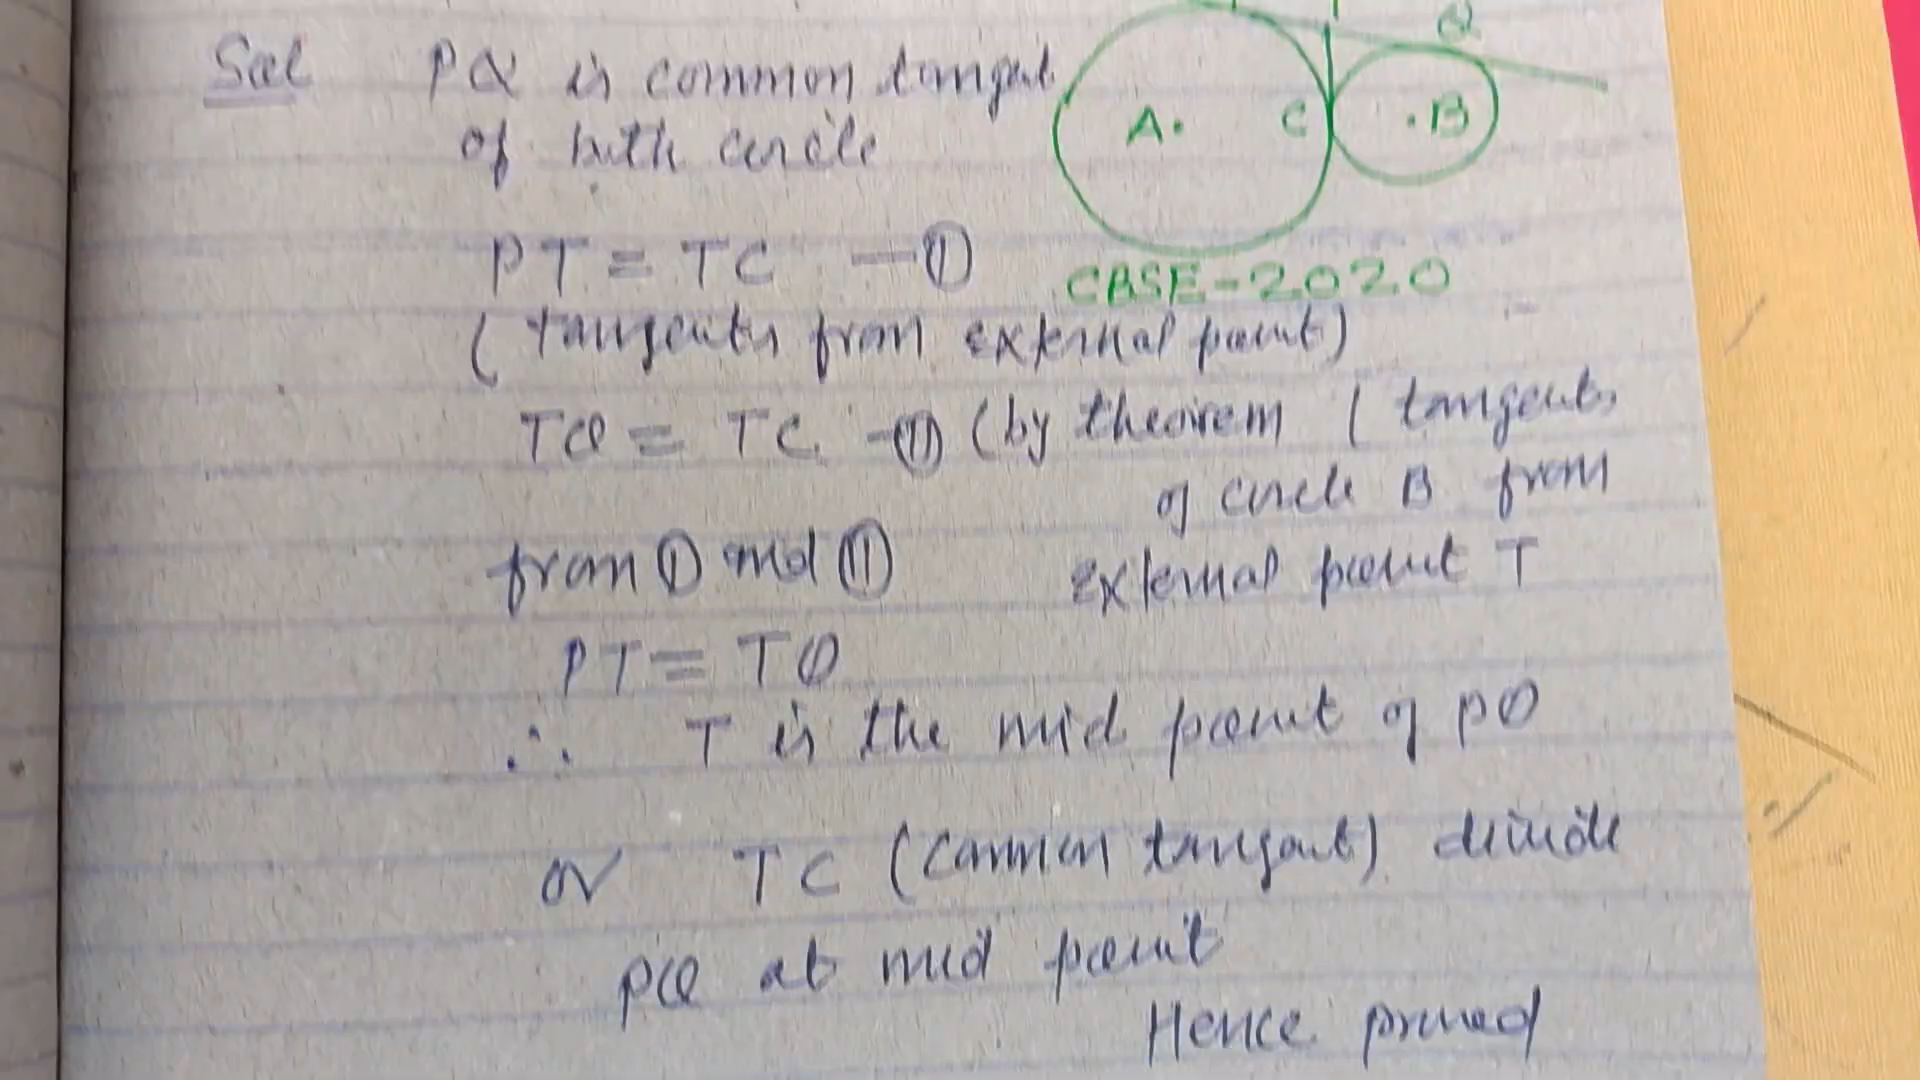 Sol PQ is common tangent
of both circle
Q
A. C .B
CBSE-2020
PT = TC —(I)
(tangents from external point)
TQ = TC —(II) (by theorem (tangents
of circle B from
external point T
from (I) and (II)
PT = TQ
∴ T is the mid point of PQ
or TC (common tangent) divide
PQ at mid point
Hence proved